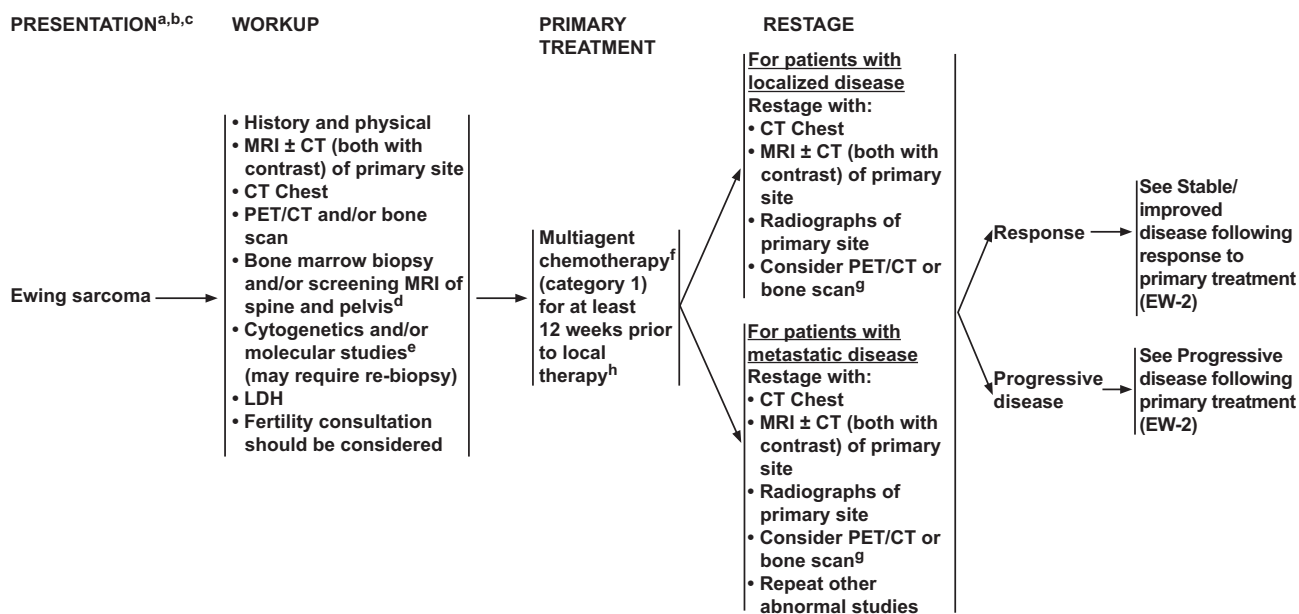 PRESENTATIONa,b,c
WORKUP
PRIMARY
TREATMENT
RESTAGE
Ewing sarcoma
• History and physical
• MRI ± CT (both with
contrast) of primary site
• CT Chest
• PET/CT and/or bone
scan
• Bone marrow biopsy
and/or screening MRI of
spine and pelvisd
• Cytogenetics and/or
molecular studiese
(may require re-biopsy)
• LDH
• Fertility consultation
should be considered
Multiagent
chemotherapyf
(category 1)
for at least
12 weeks prior
to local
therapyh
For patients with
localized disease
Restage with:
• CT Chest
• MRI ± CT (both with
contrast) of primary
site
• Radiographs of
primary site
• Consider PET/CT or
bone scang
For patients with
metastatic disease
Restage with:
• CT Chest
• MRI ± CT (both with
contrast) of primary
site
• Radiographs of
primary site
• Consider PET/CT or
bone scang
• Repeat other
abnormal studies
Response
See Stable/
improved
disease following
response to
primary treatment
(EW-2)
Progressive
disease
See Progressive
disease following
primary treatment
(EW-2)